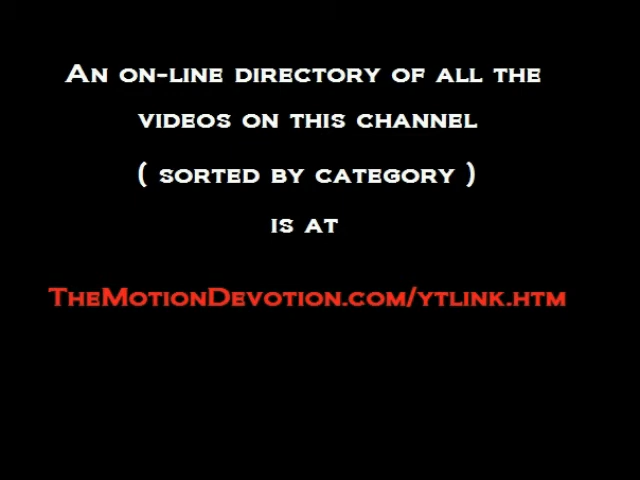 An on-line directory of all the
videos on this channel
( sorted by category )
is at
TheMotionDevotion.com/ytlink.htm